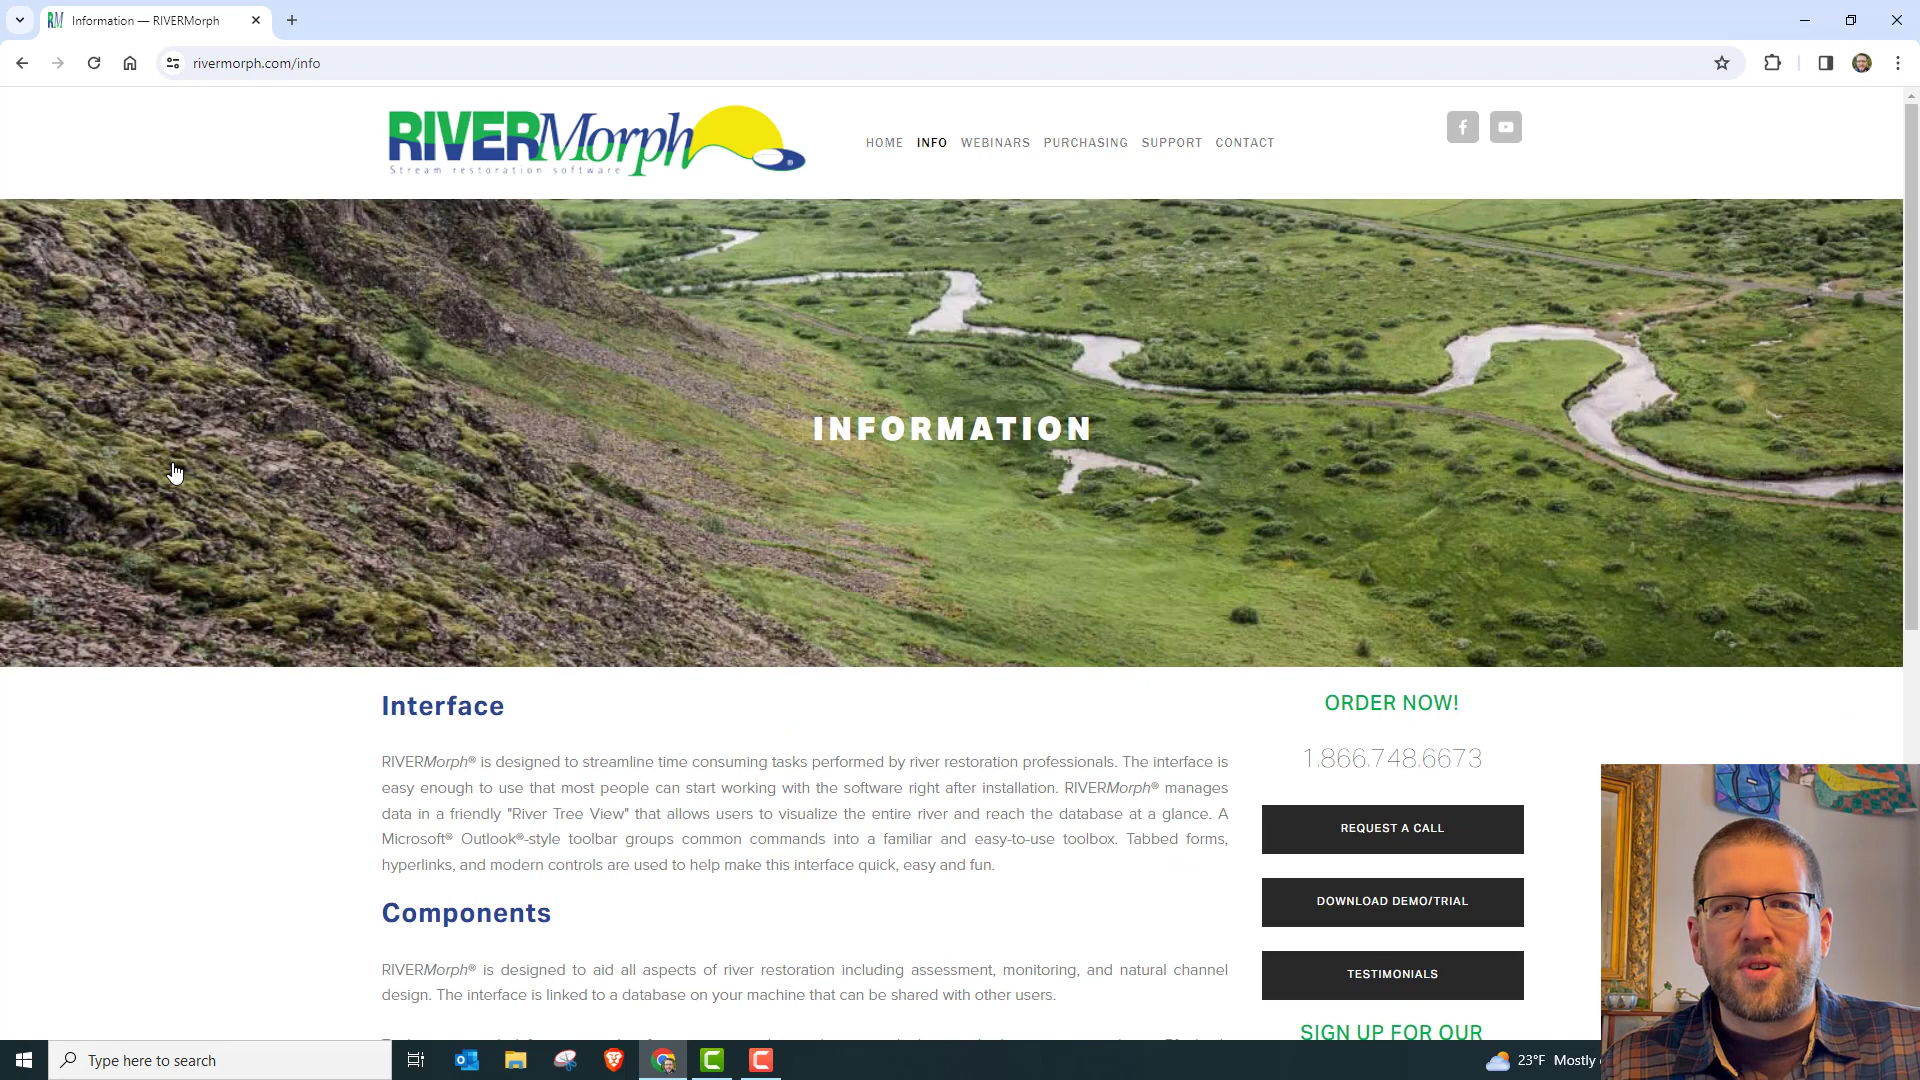 Information — RIVERMorph
rivermorph.com/info
RIVERMorph
Stream restoration software
HOME INFO WEBINARS PURCHASING SUPPORT CONTACT
INFORMATION
Interface
RIVERMorph® is designed to streamline time consuming tasks performed by river restoration professionals. The interface is
easy enough to use that most people can start working with the software right after installation. RIVERMorph® manages
data in a friendly "River Tree View" that allows users to visualize the entire river and reach the database at a glance. A
Microsoft® Outlook®-style toolbar groups common commands into a familiar and easy-to-use toolbox. Tabbed forms,
hyperlinks, and modern controls are used to help make this interface quick, easy and fun.
Components
RIVERMorph® is designed to aid all aspects of river restoration including assessment, monitoring, and natural channel
design. The interface is linked to a database on your machine that can be shared with other users.
ORDER NOW!
1.866.748.6673
REQUEST A CALL
DOWNLOAD DEMO/TRIAL
TESTIMONIALS
SIGN UP FOR OUR
Type here to search
23°F Mostly